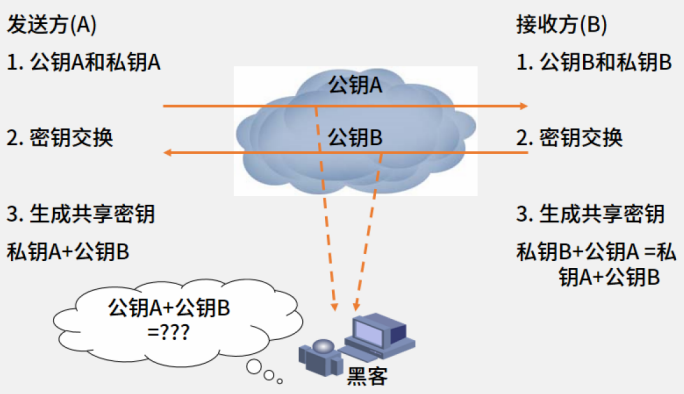 发送方(A)
接收方(B)
1. 公钥A和私钥A
1. 公钥B和私钥B
公钥A
2. 密钥交换
公钥B
2. 密钥交换
3. 生成共享密钥
3. 生成共享密钥
私钥A+公钥B
私钥B+公钥A =私
钥A+公钥B
公钥A+公钥B
=???
黑客